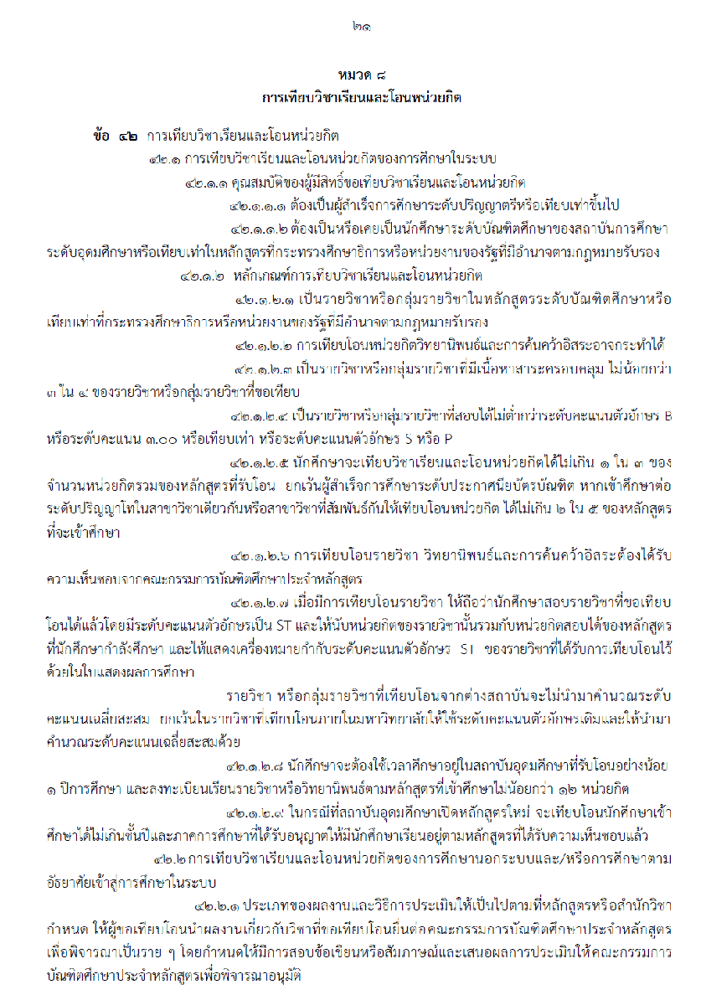 ๒๑
หมวด ๘
การเทียบวิชาเรียนและโอนหน่วยกิต
ข้อ ๔๒ การเทียบวิชาเรียนและโอนหน่วยกิต
๔๒.๑ การเทียบวิชาเรียนและโอนหน่วยกิตของการศึกษาในระบบ
๔๒.๑.๑ คุณสมบัติของผู้มีสิทธิ์ขอเทียบวิชาเรียนและโอนหน่วยกิต
๔๒.๑.๑.๑ ต้องเป็นผู้สำเร็จการศึกษาระดับปริญญาตรีหรือเทียบเท่าขึ้นไป
๔๒.๑.๑.๒ ต้องเป็นหรือเคยเป็นนักศึกษาระดับบัณฑิตศึกษาของสถาบันการศึกษา
ระดับอุดมศึกษาหรือเทียบเท่าในหลักสูตรที่กระทรวงศึกษาธิการหรือหน่วยงานของรัฐที่มีอำนาจตามกฎหมายรับรอง
๔๒.๑.๒ หลักเกณฑ์การเทียบวิชาเรียนและโอนหน่วยกิต
๔๒.๑.๒.๑ เป็นรายวิชาหรือกลุ่มรายวิชาในหลักสูตรระดับบัณฑิตศึกษาหรือ
เทียบเท่าที่กระทรวงศึกษาธิการหรือหน่วยงานของรัฐที่มีอำนาจตามกฎหมายรับรอง
๔๒.๑.๒.๒ การเทียบโอนหน่วยกิตวิทยานิพนธ์และการค้นคว้าอิสระอาจกระทำได้
๔๒.๑.๒.๓ เป็นรายวิชาหรือกลุ่มรายวิชาที่มีเนื้อหาสาระครอบคลุม ไม่น้อยกว่า
๓ ใน ๔ ของรายวิชาหรือกลุ่มรายวิชาที่ขอเทียบ
๔๒.๑.๒.๔ เป็นรายวิชาหรือกลุ่มรายวิชาที่สอบได้ไม่ต่ำกว่าระดับคะแนนตัวอักษร B
หรือระดับคะแนน ๓.๐๐ หรือเทียบเท่า หรือระดับคะแนนตัวอักษร S หรือ P
๔๒.๑.๒.๕ นักศึกษาจะเทียบวิชาเรียนและโอนหน่วยกิตได้ไม่เกิน ๑ ใน ๓ ของ
จำนวนหน่วยกิตรวมของหลักสูตรที่รับโอน ยกเว้นผู้สำเร็จการศึกษาระดับประกาศนียบัตรบัณฑิต หากเข้าศึกษาต่อ
ระดับปริญญาโทในสาขาวิชาเดียวกันหรือสาขาวิชาที่สัมพันธ์กันให้เทียบโอนหน่วยกิต ได้ไม่เกิน ๒ ใน ๕ ของหลักสูตร
ที่จะเข้าศึกษา
๔๒.๑.๒.๖ การเทียบโอนรายวิชา วิทยานิพนธ์และการค้นคว้าอิสระต้องได้รับ
ความเห็นชอบจากคณะกรรมการบัณฑิตศึกษาประจำหลักสูตร
๔๒.๑.๒.๗ เมื่อมีการเทียบโอนรายวิชา ให้ถือว่านักศึกษาสอบรายวิชาที่ขอเทียบ
โอนได้แล้วโดยมีระดับคะแนนตัวอักษรเป็น ST และให้นับหน่วยกิตของรายวิชานั้นรวมกับหน่วยกิตสอบได้ของหลักสูตร
ที่นักศึกษากำลังศึกษา และให้แสดงเครื่องหมายกำกับระดับคะแนนตัวอักษร ST ของรายวิชาที่ได้รับการเทียบโอนไว้
ด้วยในใบแสดงผลการศึกษา
รายวิชา หรือกลุ่มรายวิชาที่เทียบโอนจากต่างสถาบันจะไม่นำมาคำนวณระดับ
คะแนนเฉลี่ยสะสม ยกเว้นในรายวิชาที่เทียบโอนภายในมหาวิทยาลัยให้ใช้ระดับคะแนนตัวอักษรเดิมและให้นำมา
คำนวณระดับคะแนนเฉลี่ยสะสมด้วย
๔๒.๑.๒.๘ นักศึกษาจะต้องใช้เวลาศึกษาอยู่ในสถาบันอุดมศึกษาที่รับโอนอย่างน้อย
๑ ปีการศึกษา และลงทะเบียนเรียนรายวิชาหรือวิทยานิพนธ์ตามหลักสูตรที่เข้าศึกษาไม่น้อยกว่า ๑๒ หน่วยกิต
๔๒.๑.๒.๙ ในกรณีที่สถาบันอุดมศึกษาเปิดหลักสูตรใหม่ จะเทียบโอนนักศึกษาเข้า
ศึกษาได้ไม่เกินชั้นปีและภาคการศึกษาที่ได้รับอนุญาตให้มีนักศึกษาเรียนอยู่ตามหลักสูตรที่ได้รับความเห็นชอบแล้ว
๔๒.๒ การเทียบวิชาเรียนและโอนหน่วยกิตของการศึกษานอกระบบและ/หรือการศึกษาตาม
อัธยาศัยเข้าสู่การศึกษาในระบบ
๔๒.๒.๑ ประเภทของผลงานและวิธีการประเมินให้เป็นไปตามที่หลักสูตรหรือสำนักวิชา
กำหนด ให้ผู้ขอเทียบโอนนำผลงานเกี่ยวกับวิชาที่ขอเทียบโอนยื่นต่อคณะกรรมการบัณฑิตศึกษาประจำหลักสูตร
เพื่อพิจารณาเป็นราย ๆ โดยกำหนดให้มีการสอบข้อเขียนหรือสัมภาษณ์และเสนอผลการประเมินให้คณะกรรมการ
บัณฑิตศึกษาประจำหลักสูตรเพื่อพิจารณาอนุมัติ